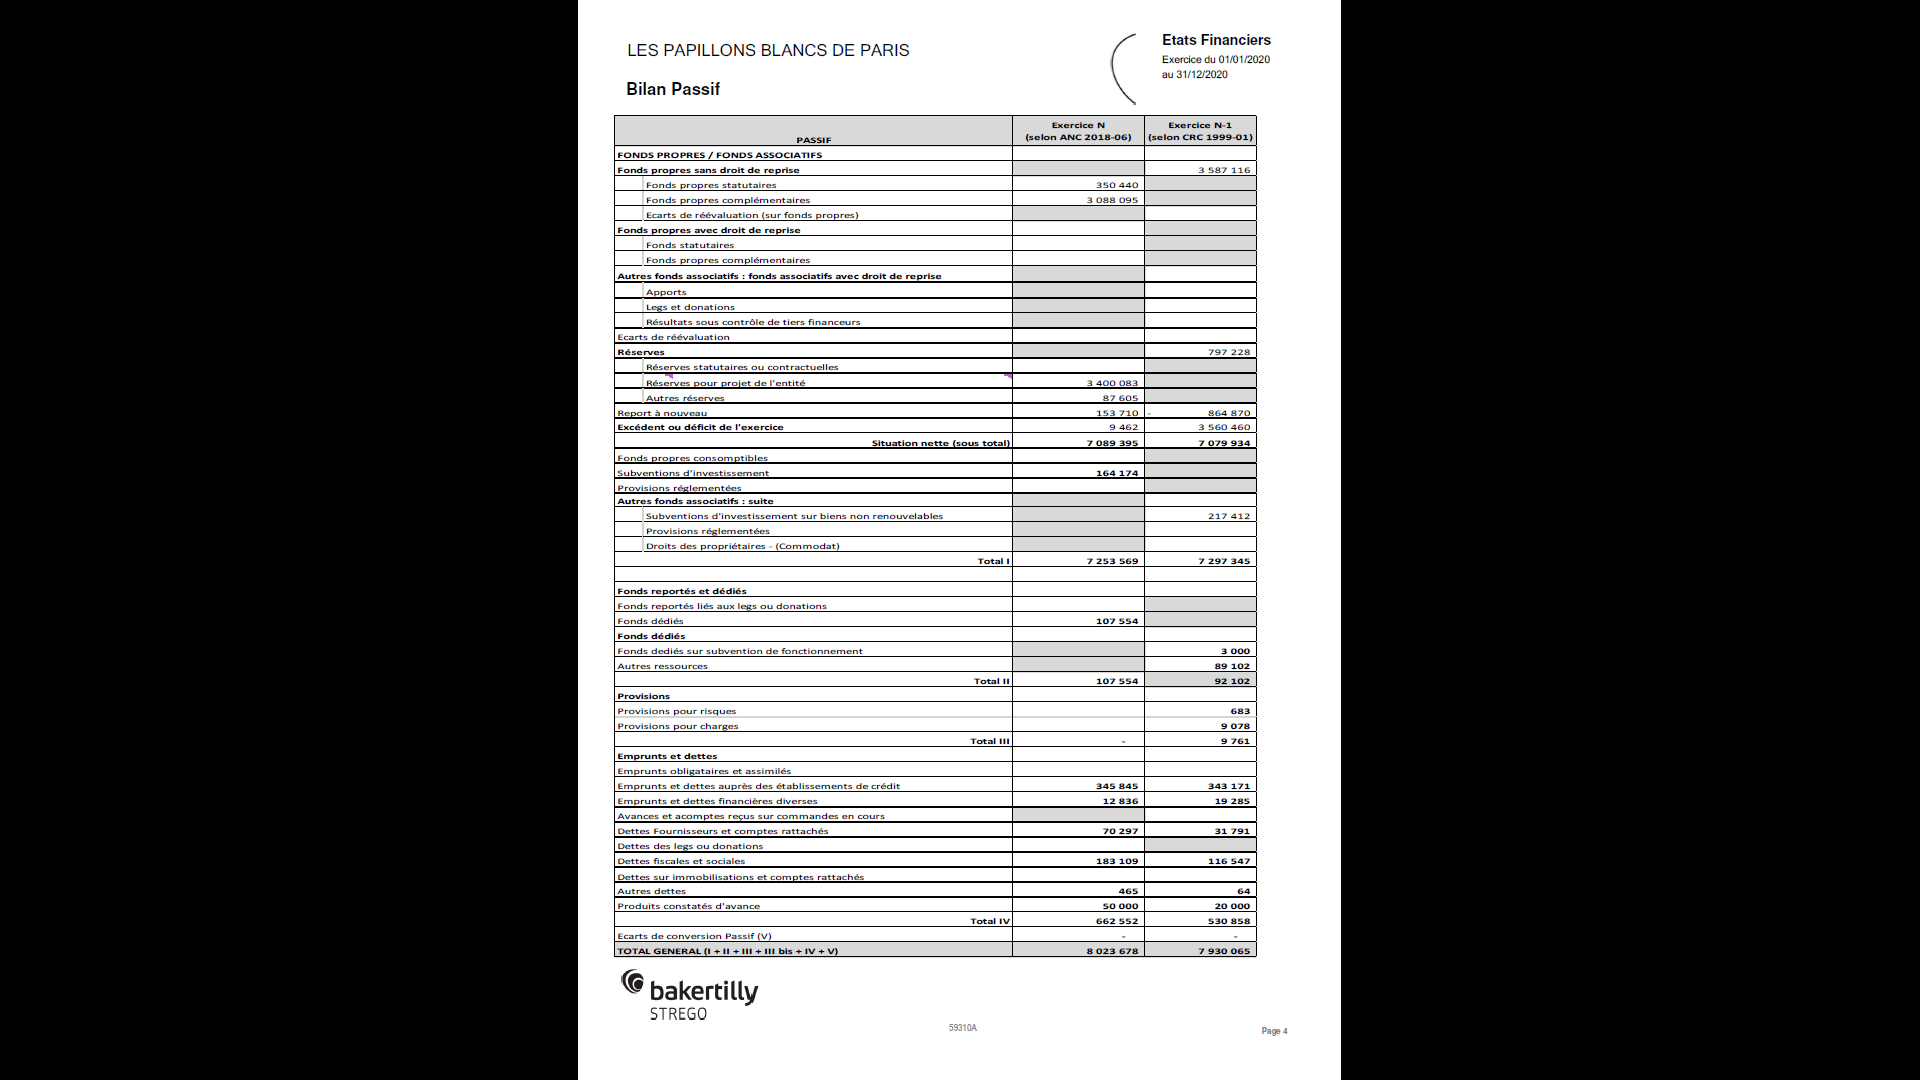 LES PAPILLONS BLANCS DE PARIS
Etats Financiers
Exercice du 01/01/2020
au 31/12/2020
Bilan Passif
PASSIF Exercice N (selon ANC 2018-06) Exercice N-1 (selon CRC 1999-01)
FONDS PROPRES / FONDS ASSOCIATIFS
Fonds propres sans droit de reprise 3 587 116
Fonds propres statutaires 350 440
Fonds propres complémentaires 3 088 095
Ecarts de réévaluation (sur fonds propres)
Fonds propres avec droit de reprise
Fonds statutaires
Fonds propres complémentaires
Autres fonds associatifs : fonds associatifs avec droit de reprise
Apports
Legs et donations
Résultats sous contrôle de tiers financeurs
Ecarts de réévaluation
Réserves 797 228
Réserves statutaires ou contractuelles
Réserves pour projet de l'entité 3 400 083
Autres réserves 87 605
Report à nouveau 153 710 - 864 870
Excédent ou déficit de l'exercice 9 462 3 560 460
Situation nette (sous total) 7 089 395 7 079 934
Fonds propres consomptibles
Subventions d'investissement 164 174
Provisions réglementées
Autres fonds associatifs : suite
Subventions d'investissement sur biens non renouvelables 217 412
Provisions réglementées
Droits des propriétaires - (Commodat)
Total I 7 253 569 7 297 345
Fonds reportés et dédiés
Fonds reportés liés aux legs ou donations
Fonds dédiés 107 554
Fonds dédiés
Fonds dediés sur subvention de fonctionnement 3 000
Autres ressources 89 102
Total II 107 554 92 102
Provisions
Provisions pour risques 683
Provisions pour charges 9 078
Total III - 9 761
Emprunts et dettes
Emprunts obligataires et assimilés
Emprunts et dettes auprès des établissements de crédit 345 845 343 171
Emprunts et dettes financières diverses 12 836 19 285
Avances et acomptes reçus sur commandes en cours
Dettes Fournisseurs et comptes rattachés 70 297 31 791
Dettes des legs ou donations
Dettes fiscales et sociales 183 109 116 547
Dettes sur immobilisations et comptes rattachés
Autres dettes 465 64
Produits constatés d'avance 50 000 20 000
Total IV 662 552 530 858
Ecarts de conversion Passif (V) - -
TOTAL GENERAL (I + II + III + III bis + IV + V) 8 023 678 7 930 065
bakertilly
STREGO
59310A
Page 4